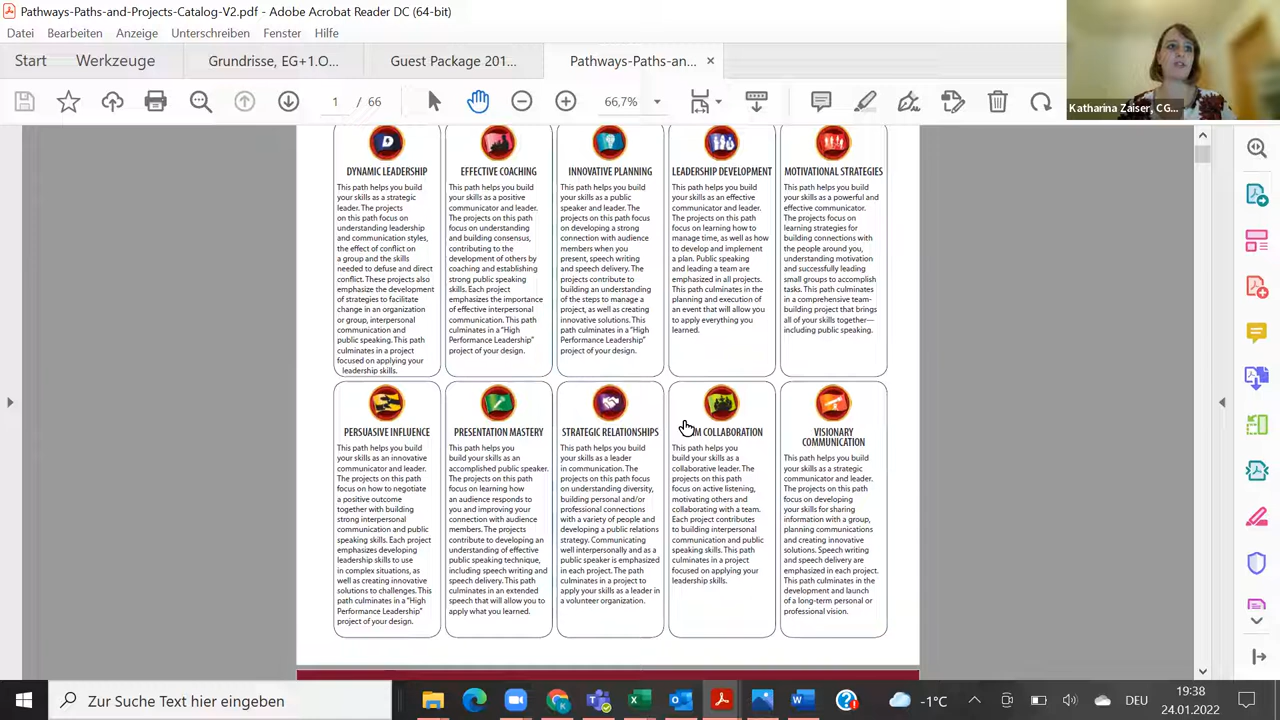 Pathways-Paths-and-Projects-Catalog-V2.pdf - Adobe Acrobat Reader DC (64-bit)
Datei Bearbeiten Anzeige Unterschreiben Fenster Hilfe
Start Werkzeuge Grundrisse, EG+1.O... Guest Package 201... Pathways-Paths-an...
1 / 66 66,7%
Katharina Zaiser, CG...
DYNAMIC LEADERSHIP
This path helps you build
your skills as a strategic
leader. The projects
on this path focus on
understanding leadership
and communication styles,
the effect of conflict on
a group and the skills
needed to defuse and direct
conflict. These projects also
emphasize the development
of strategies to facilitate
change in an organization
or group, interpersonal
communication and
public speaking. This path
culminates in a project
focused on applying your
leadership skills.
EFFECTIVE COACHING
This path helps you build
your skills as a positive
communicator and leader.
The projects on this path
focus on understanding
and building consensus,
contributing to the
development of others by
coaching and establishing
strong public speaking
skills. Each project
emphasizes the importance
of effective interpersonal
communication. This path
culminates in a "High
Performance Leadership"
project of your design.
INNOVATIVE PLANNING
This path helps you build
your skills as a public
speaker and leader. The
projects on this path focus
on developing a strong
connection with audience
members when you
present, speech writing
and speech delivery. The
projects contribute to
building an understanding
of the steps to manage a
project, as well as creating
innovative solutions. This
path culminates in a "High
Performance Leadership"
project of your design.
LEADERSHIP DEVELOPMENT
This path helps you build
your skills as an effective
communicator and leader.
The projects on this path
focus on learning how to
manage time, as well as how
to develop and implement
a plan. Public speaking
and leading a team are
emphasized in all projects.
This path culminates in the
planning and execution of
an event that will allow you
to apply everything you
learned.
MOTIVATIONAL STRATEGIES
This path helps you build
your skills as a powerful and
effective communicator.
The projects focus on
learning strategies for
building connections with
the people around you,
understanding motivation
and successfully leading
small groups to accomplish
tasks. This path culminates
in a comprehensive team-
building project that brings
all of your skills together—
including public speaking.
PERSUASIVE INFLUENCE
This path helps you build
your skills as an innovative
communicator and leader.
The projects on this path
focus on how to negotiate
a positive outcome
together with building
strong interpersonal
communication and public
speaking skills. Each project
emphasizes developing
leadership skills to use
in complex situations, as
well as creating innovative
solutions to challenges. This
path culminates in a "High
Performance Leadership"
project of your design.
PRESENTATION MASTERY
This path helps you
build your skills as an
accomplished public speaker.
The projects on this path
focus on learning how
an audience responds to
you and improving your
connection with audience
members. The projects
contribute to developing an
understanding of effective
public speaking technique,
including speech writing and
speech delivery. This path
culminates in an extended
speech that will allow you to
apply what you learned.
STRATEGIC RELATIONSHIPS
This path helps you
build your skills as a leader
in communication. The
projects on this path focus
on understanding diversity,
building personal and/or
professional connections
with a variety of people and
developing a public relations
strategy. Communicating
well interpersonally and as a
public speaker is emphasized
in each project. The path
culminates in a project to
apply your skills as a leader in
a volunteer organization.
COLLABORATION
This path helps you
build your skills as a
collaborative leader. The
projects on this path
focus on active listening,
motivating others and
collaborating with a team.
Each project contributes
to building interpersonal
communication and public
speaking skills. This path
culminates in a project
focused on applying your
leadership skills.
VISIONARY
COMMUNICATION
This path helps you build
your skills as a strategic
communicator and leader.
The projects on this path
focus on developing
your skills for sharing
information with a group,
planning communications
and creating innovative
solutions. Speech writing
and speech delivery are
emphasized in each project.
This path culminates in the
development and launch
of a long-term personal or
professional vision.
Zur Suche Text hier eingeben
-1°C DEU 19:38
24.01.2022